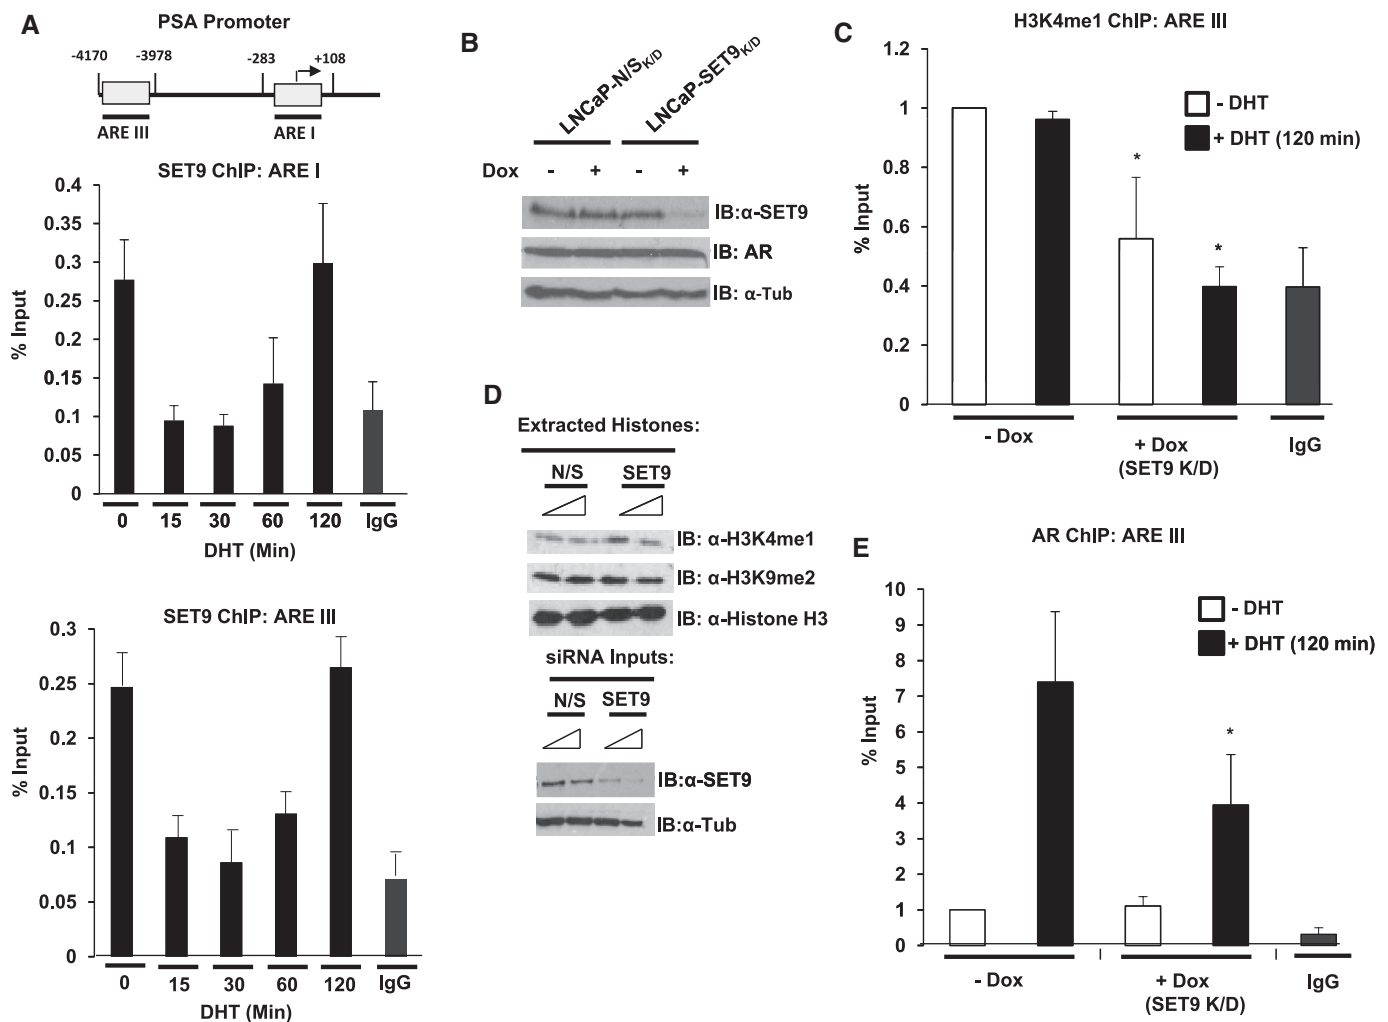 A
PSA Promoter
-4170 -3978 -283 +108
ARE III ARE I
SET9 ChIP: ARE I
0.4
0.35
0.3
0.25
0.2
0.15
0.1
0.05
0
% Input
0 15 30 60 120 IgG
DHT (Min)
SET9 ChIP: ARE III
0.3
0.25
0.2
0.15
0.1
0.05
0
% Input
0 15 30 60 120 IgG
DHT (Min)
B
LNCaP-N/SK/D
LNCaP-SET9K/D
Dox - + - +
IB:α-SET9
IB: AR
IB: α-Tub
D
Extracted Histones:
N/S SET9
IB: α-H3K4me1
IB: α-H3K9me2
IB: α-Histone H3
siRNA Inputs:
N/S SET9
IB:α-SET9
IB:α-Tub
C
H3K4me1 ChIP: ARE III
1.2
1
0.8
0.6
0.4
0.2
0
% Input
- DHT
+ DHT (120 min)
*
*
- Dox
+ Dox
(SET9 K/D)
IgG
E
AR ChIP: ARE III
10
9
8
7
6
5
4
3
2
1
0
% Input
- DHT
+ DHT (120 min)
*
- Dox
+ Dox
(SET9 K/D)
IgG